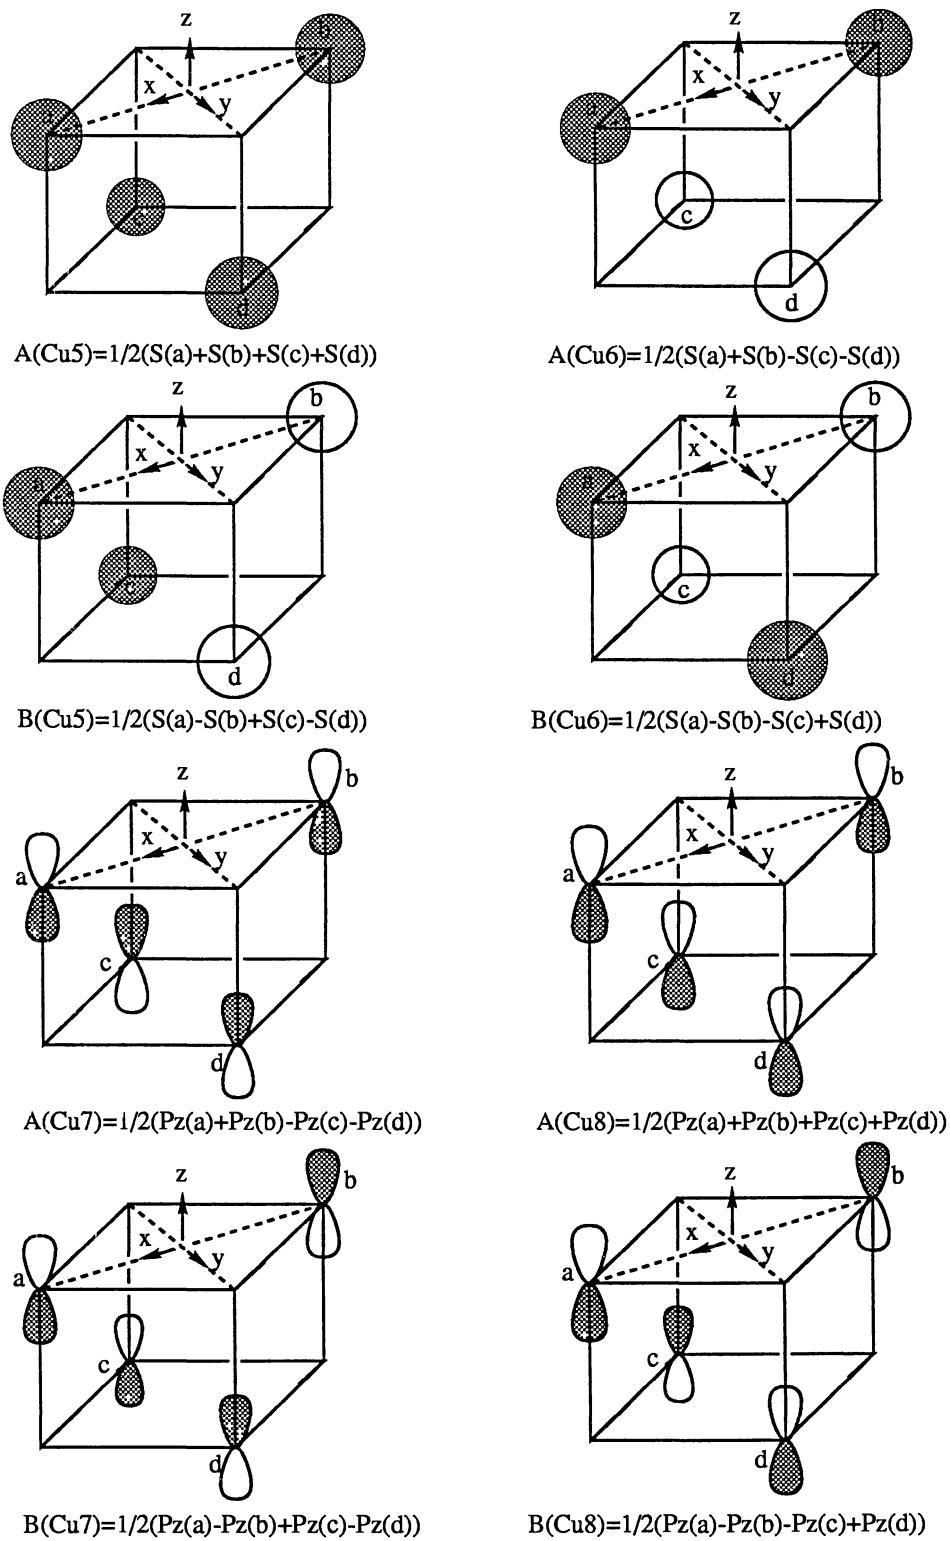 z z
b b
x x
y y
a a
c c
d d
A(Cu5)=1/2(S(a)+S(b)+S(c)+S(d)) A(Cu6)=1/2(S(a)+S(b)-S(c)-S(d))
z z
b b
x x
y y
a a
c c
d d
B(Cu5)=1/2(S(a)-S(b)+S(c)-S(d)) B(Cu6)=1/2(S(a)-S(b)-S(c)+S(d))
z b z b
x x
y y
a a
c c
d d
A(Cu7)=1/2(Pz(a)+Pz(b)-Pz(c)-Pz(d)) A(Cu8)=1/2(Pz(a)+Pz(b)+Pz(c)+Pz(d))
z b z b
x x
y y
a a
c c
d d
B(Cu7)=1/2(Pz(a)-Pz(b)+Pz(c)-Pz(d)) B(Cu8)=1/2(Pz(a)-Pz(b)-Pz(c)+Pz(d))